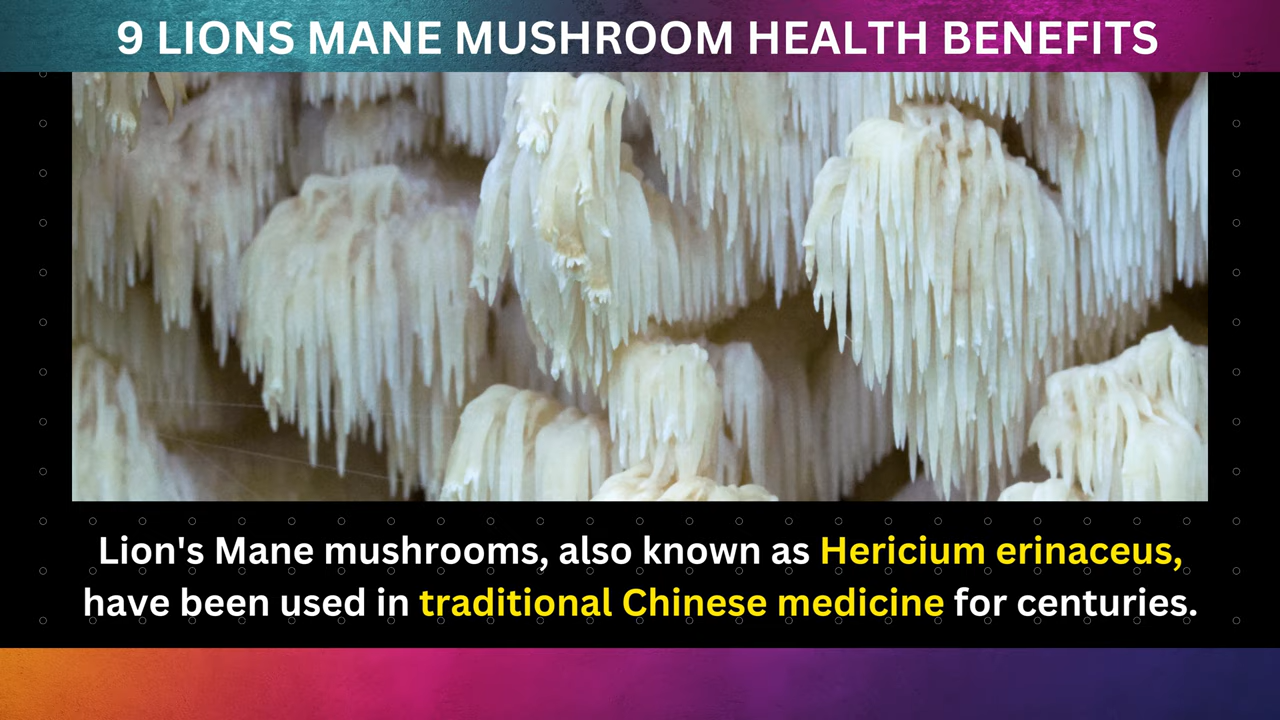 9 LIONS MANE MUSHROOM HEALTH BENEFITS
Lion's Mane mushrooms, also known as Hericium erinaceus,
have been used in traditional Chinese medicine for centuries.